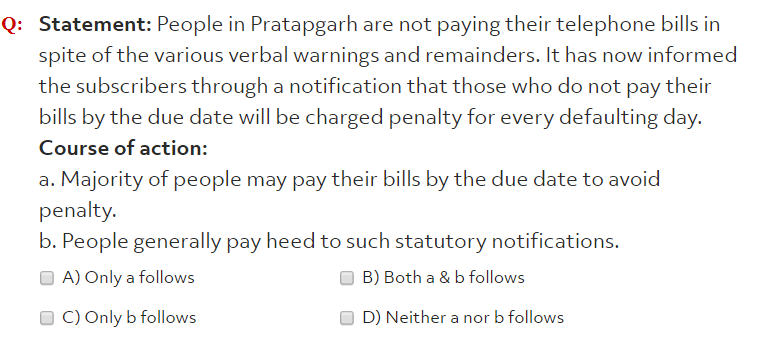 Q: Statement: People in Pratapgarh are not paying their telephone bills in
spite of the various verbal warnings and remainders. It has now informed
the subscribers through a notification that those who do not pay their
bills by the due date will be charged penalty for every defaulting day.
Course of action:
a. Majority of people may pay their bills by the due date to avoid
penalty.
b. People generally pay heed to such statutory notifications.
A) Only a follows B) Both a & b follows
C) Only b follows D) Neither a nor b follows